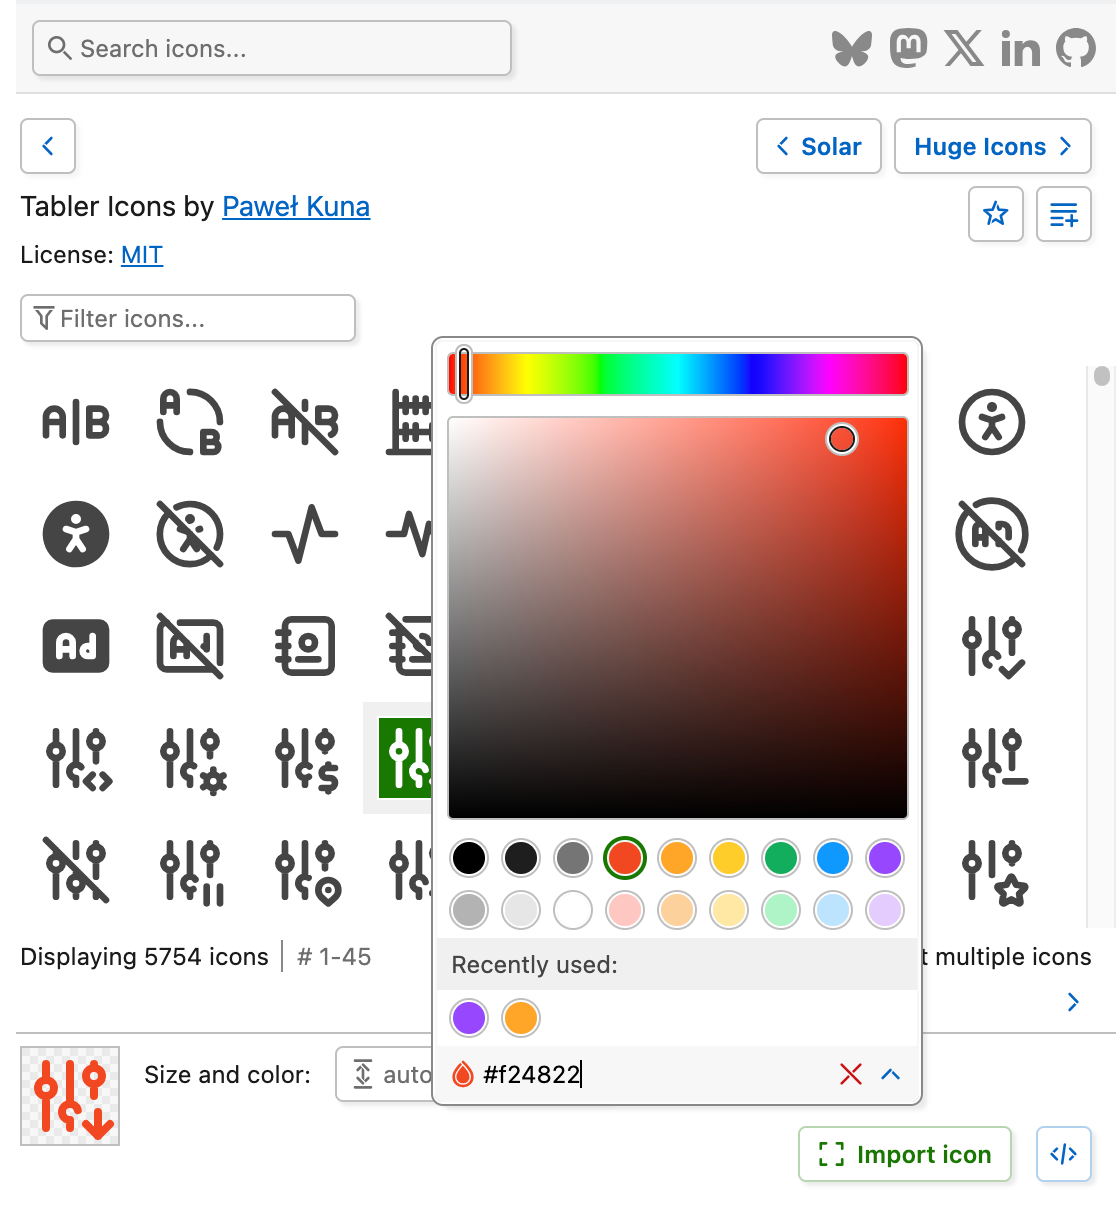 Search icons...
Solar
Huge Icons
Tabler Icons by Paweł Kuna
License: MIT
Filter icons...
A|B
A
B
Ad
Displaying 5754 icons
# 1-45
t multiple icons
Recently used:
Size and color:
auto
#f24822
Import icon